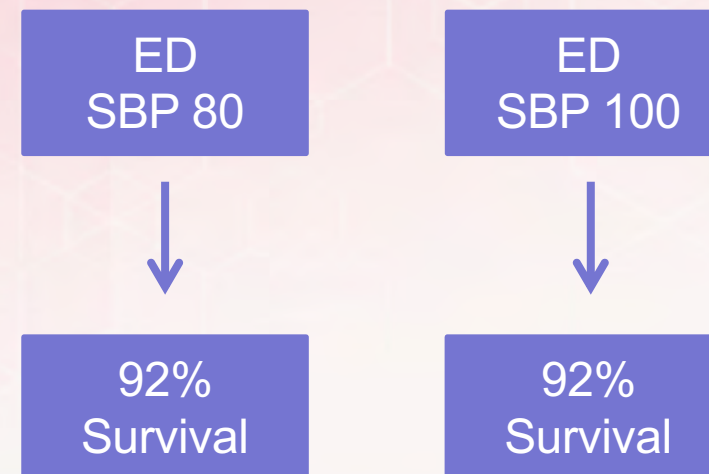 ED
SBP 80
ED
SBP 100
92%
Survival
92%
Survival